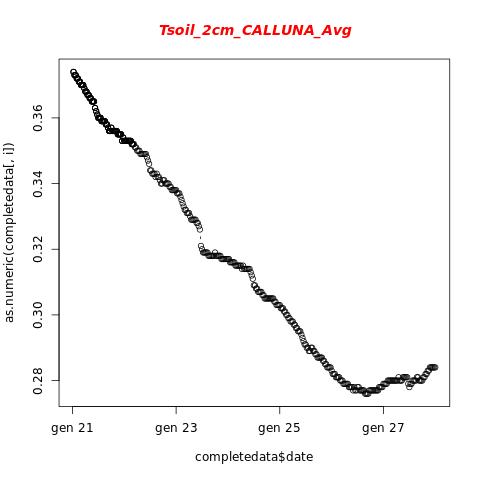 Tsoil_2cm_CALLUNA_Avg
as.numeric(completedata[, i])
0.36
0.34
0.32
0.30
0.28
gen 21
gen 23
gen 25
gen 27
completedata$date